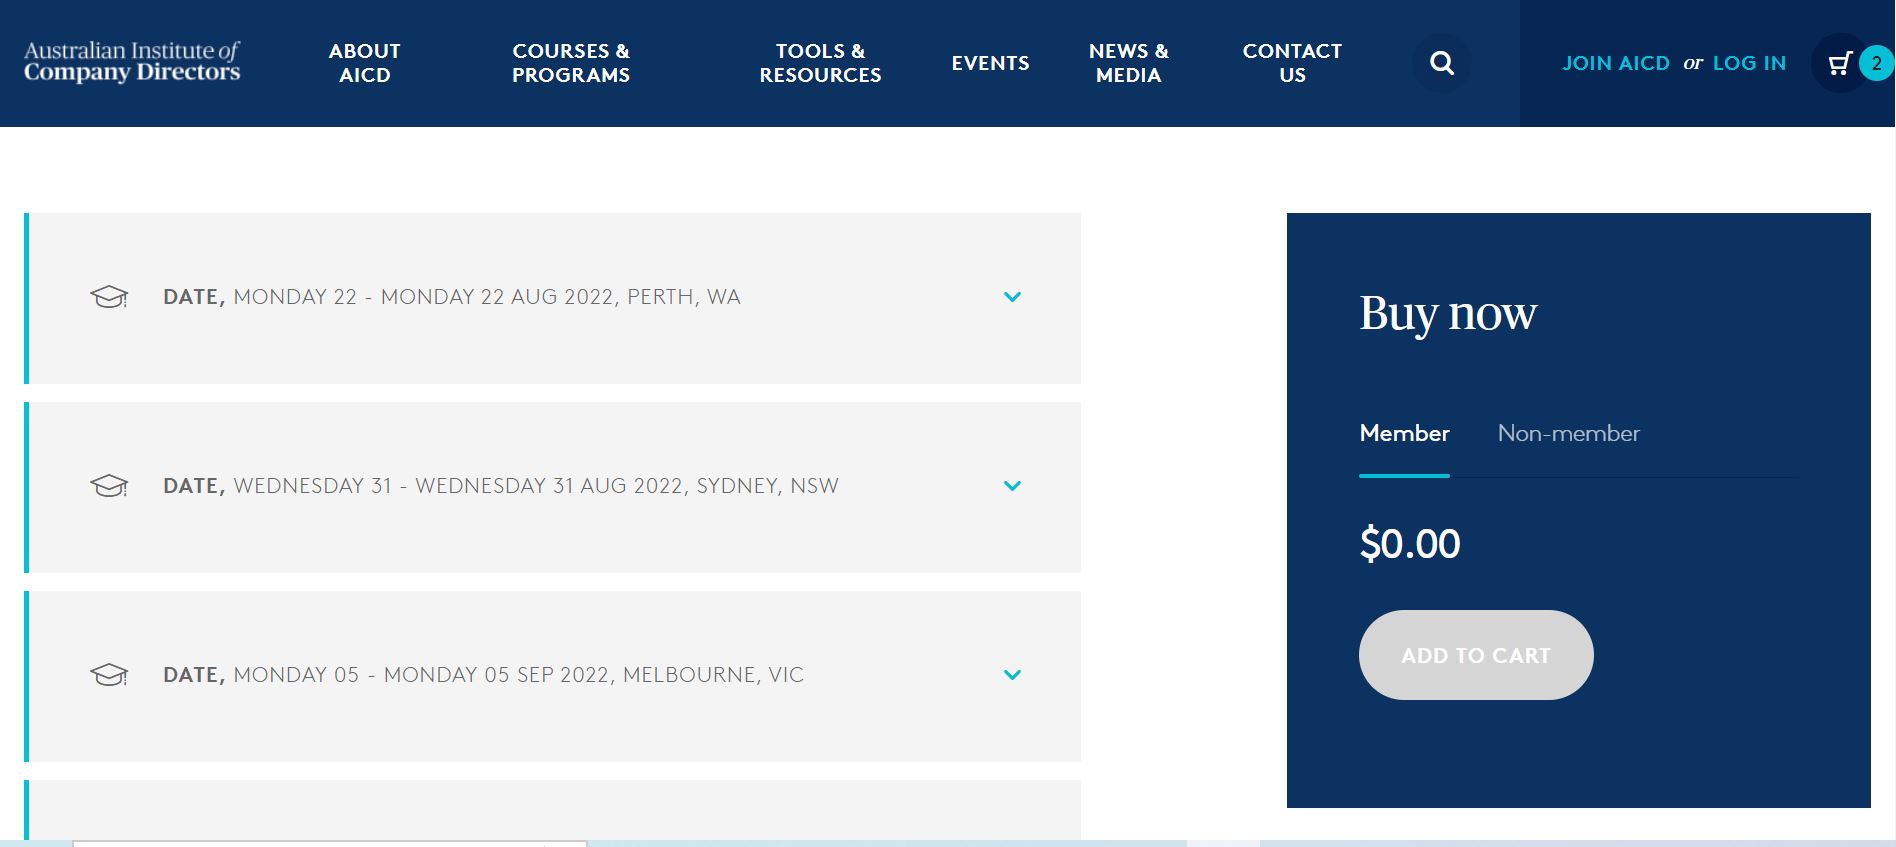 Australian Institute of
Company Directors
ABOUT
AICD
COURSES &
PROGRAMS
TOOLS &
RESOURCES
EVENTS
NEWS &
MEDIA
CONTACT
US
JOIN AICD or LOG IN
2
DATE, MONDAY 22 - MONDAY 22 AUG 2022, PERTH, WA
DATE, WEDNESDAY 31 - WEDNESDAY 31 AUG 2022, SYDNEY, NSW
DATE, MONDAY 05 - MONDAY 05 SEP 2022, MELBOURNE, VIC
Buy now
Member
Non-member
$0.00
ADD TO CART